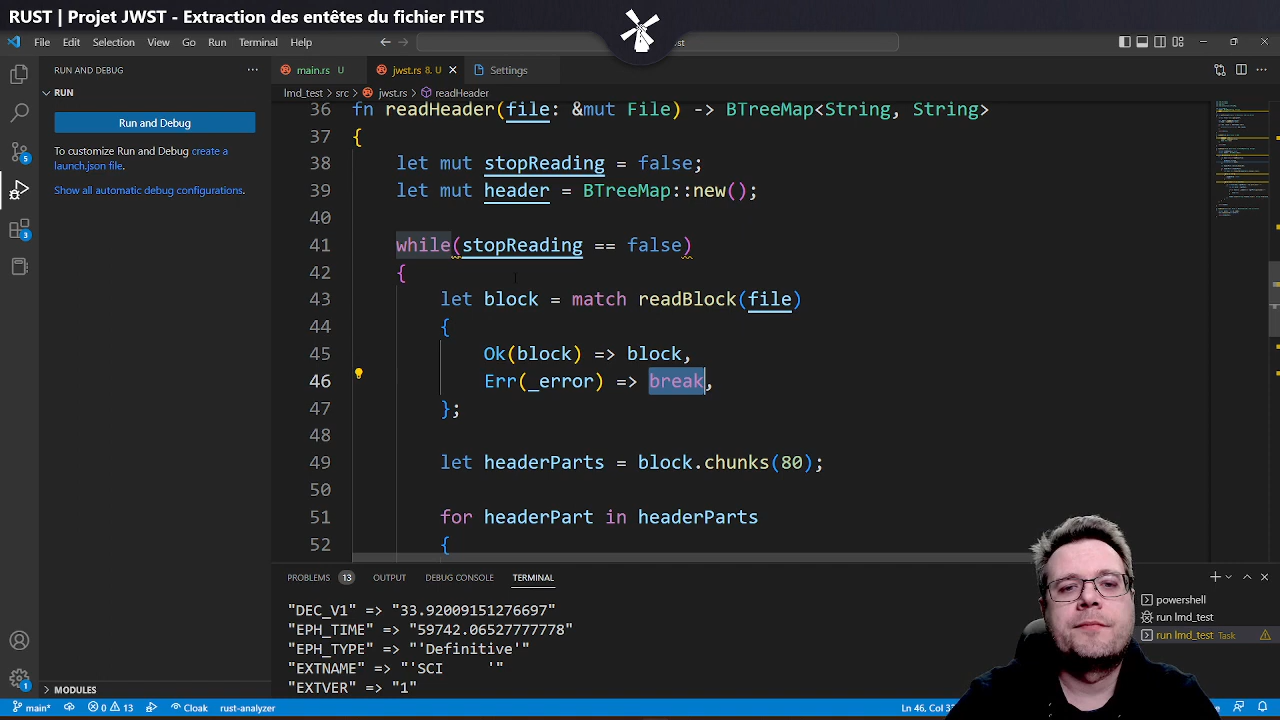 RUST | Projet JWST - Extraction des entêtes du fichier FITS
File Edit Selection View Go Run Terminal Help
RUN AND DEBUG
main.rs U
jwst.rs 8, U
Settings
RUN
lmd_test > src > jwst.rs > readHeader
Run and Debug
To customize Run and Debug create a
launch.json file.
Show all automatic debug configurations.
36 fn readHeader(file: &mut File) -> BTreeMap<String, String>
37 {
38 let mut stopReading = false;
39 let mut header = BTreeMap::new();
40
41 while(stopReading == false)
42 {
43 let block = match readBlock(file)
44 {
45 Ok(block) => block,
46 Err(_error) => break,
47 };
48
49 let headerParts = block.chunks(80);
50
51 for headerPart in headerParts
52 {
5
3
PROBLEMS 13 OUTPUT DEBUG CONSOLE TERMINAL
"DEC_V1" => "33.92009151276697"
"EPH_TIME" => "59742.06527777778"
"EPH_TYPE" => "'Definitive'"
"EXTNAME" => "'SCI     '"
"EXTVER" => "1"
powershell
run lmd_test
run lmd_test Task
MODULES
1
main* 0 13 Cloak rust-analyzer